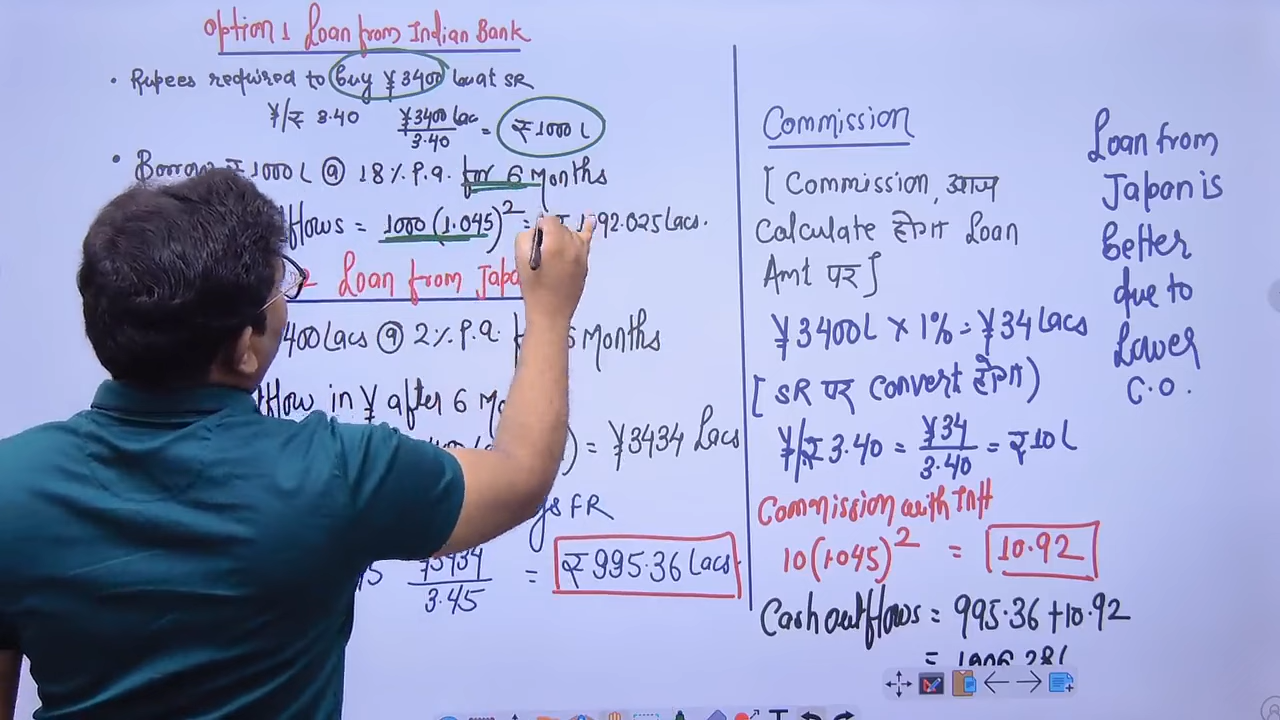 Option 1 Loan from Indian Bank
• Rupees required to buy ¥3400 L at SR
¥/₹ 3.40 ¥3400 Lac / 3.40 = ₹1000 L
• Borrow ₹1000 L @ 18% P.a. for 6 Months
flows = 1000 (1.045)² = 92.025 Lacs.
2 Loan from Japa
400 Lacs @ 2% P.a. f 6 Months
flow in ¥ after 6 Mo
) = ¥3434 Lacs
ys FR
3434 / 3.45 = ₹995.36 Lacs
Commission
[ Commission, आज
Calculate होगा Loan
Amt पर ]
¥3400L × 1% = ¥34 Lacs
[ SR पर Convert होगा )
¥/₹ 3.40 = ¥34 / 3.40 = ₹10 L
Commission with Int
10(1.045)² = 10.92
Cash outflows = 995.36 + 10.92
= 1006.28L
Loan from
Japan is
better
due to
Lower
C.O.